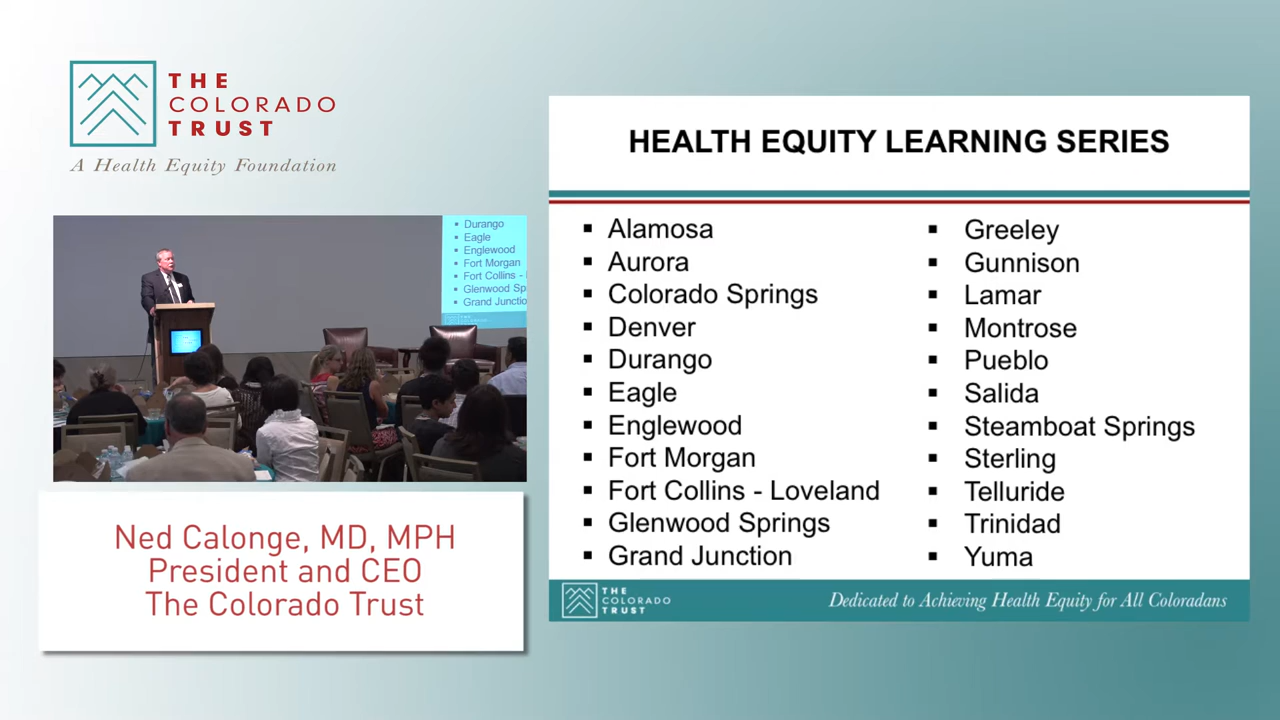 THE
COLORADO
TRUST
A Health Equity Foundation
Durango
Eagle
Englewood
Fort Morgan
Fort Collins -
Glenwood Sp
Grand Junctio
Ned Calonge, MD, MPH
President and CEO
The Colorado Trust
HEALTH EQUITY LEARNING SERIES
Alamosa
Aurora
Colorado Springs
Denver
Durango
Eagle
Englewood
Fort Morgan
Fort Collins - Loveland
Glenwood Springs
Grand Junction
Greeley
Gunnison
Lamar
Montrose
Pueblo
Salida
Steamboat Springs
Sterling
Telluride
Trinidad
Yuma
THE
COLORADO
TRUST
Dedicated to Achieving Health Equity for All Coloradans